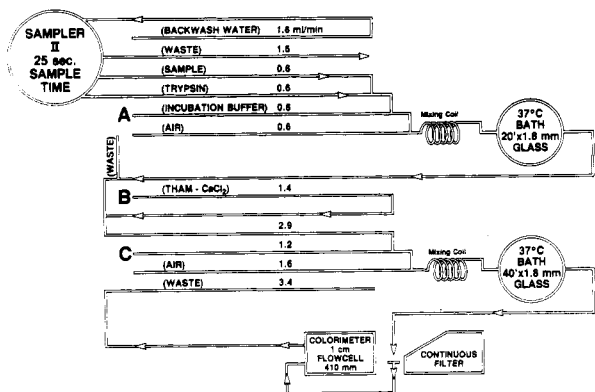 SAMPLER
II
25 sec.
SAMPLE
TIME
(BACKWASH WATER) 1.6 ml/min
(WASTE) 1.5
(SAMPLE) 0.6
(TRYPSIN) 0.6
A
(INCUBATION BUFFER) 0.6
(AIR) 0.6
Mixing Coil
37°C
BATH
20'x1.8 mm
GLASS
(WASTE)
B
(THAM - CaCl₂) 1.4
2.9
C
1.2
(AIR) 1.6
(WASTE) 3.4
Mixing Coil
37°C
BATH
40'x1.8 mm
GLASS
COLORIMETER
1 cm
FLOWCELL
410 mm
CONTINUOUS
FILTER